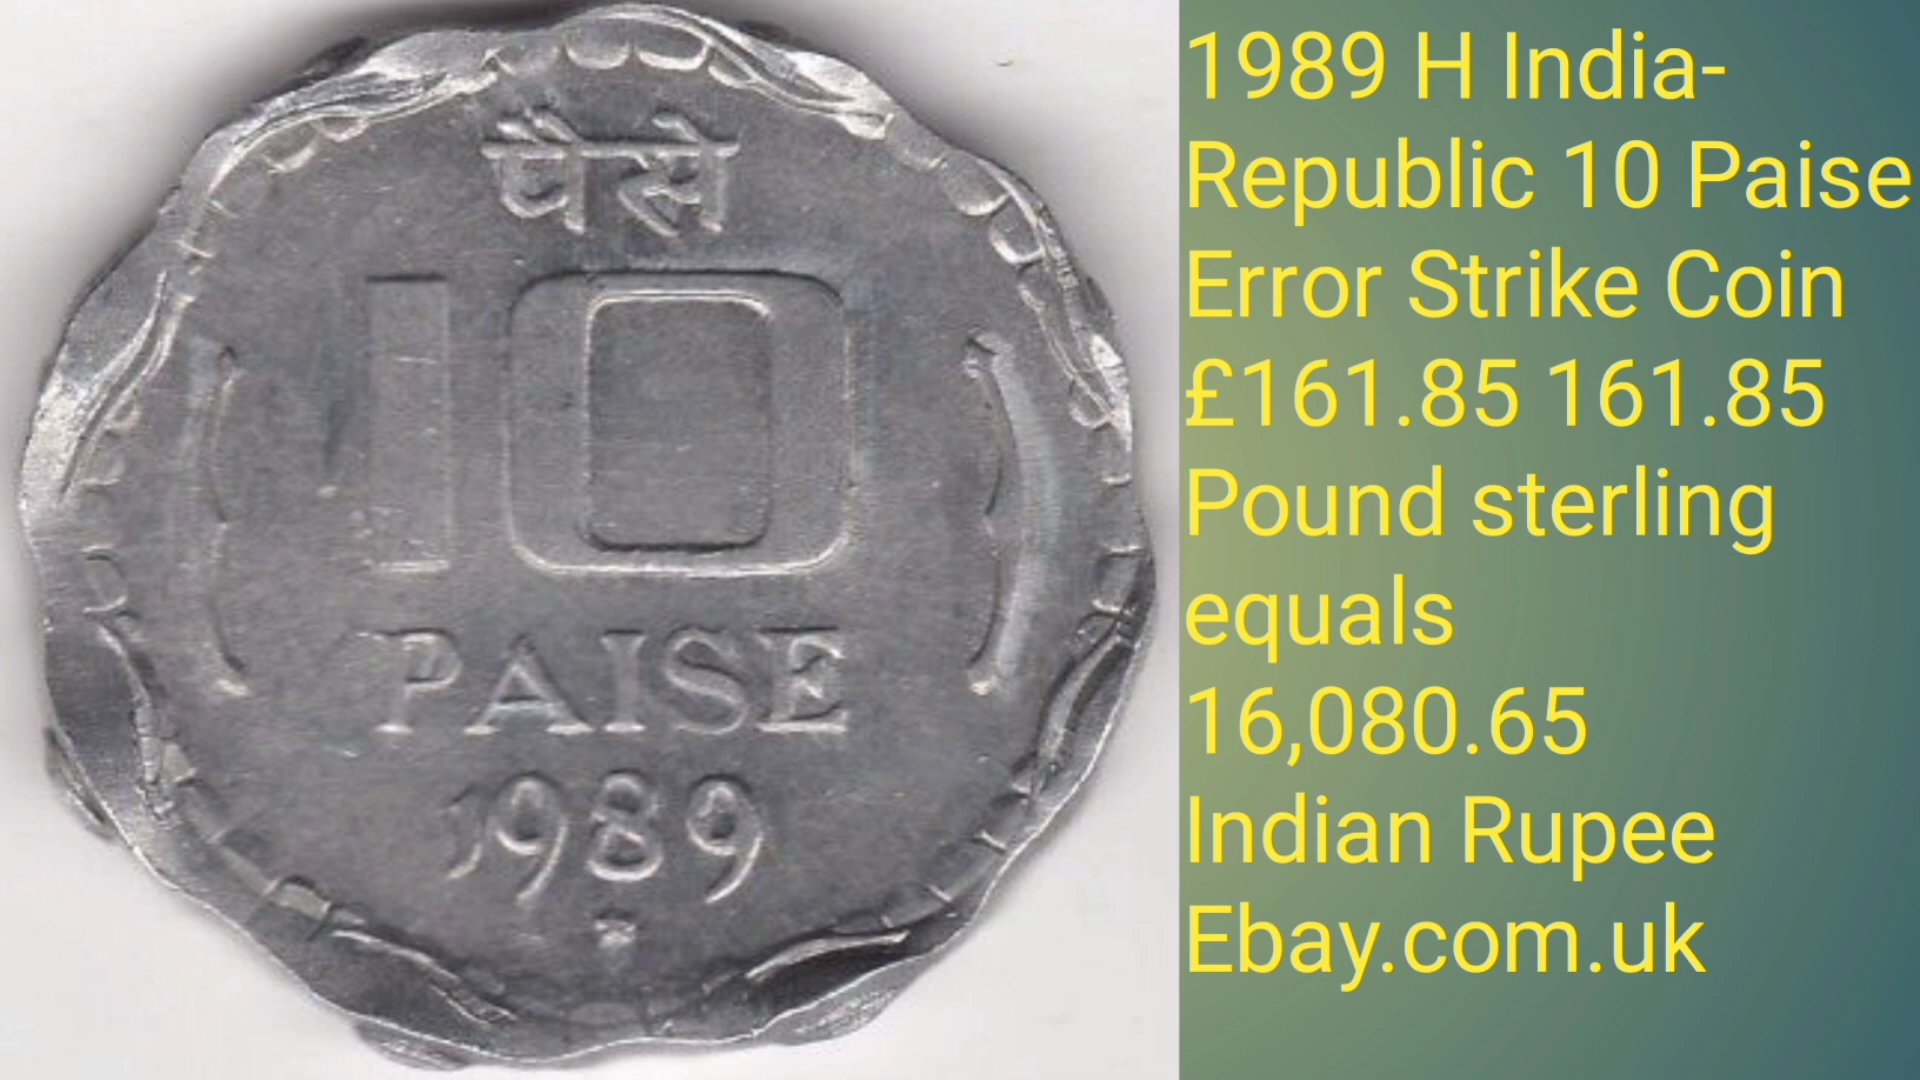 पैसे
10
PAISE
1989
1989 H India-
Republic 10 Paise
Error Strike Coin
£161.85 161.85
Pound sterling
equals
16,080.65
Indian Rupee
Ebay.com.uk